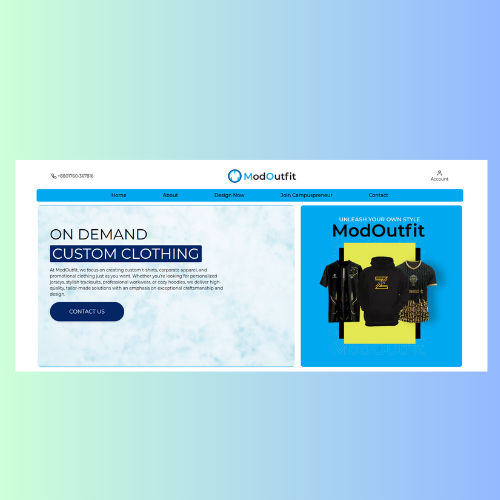 +8801760-367816
ModOutfit
Account
Home About Design Now Join Campuspreneur Contact
ON DEMAND
CUSTOM CLOTHING
At ModOutfit, we focus on creating custom t-shirts, corporate apparel, and
promotional clothing just as you want. Whether you're looking for personalized
jerseys, stylish tracksuits, professional workwear, or cozy hoodies, we deliver high-
quality, tailor-made solutions with an emphasis on exceptional craftsmanship and
design.
CONTACT US
UNLEASH YOUR OWN STYLE
ModOutfit
ModOutfit